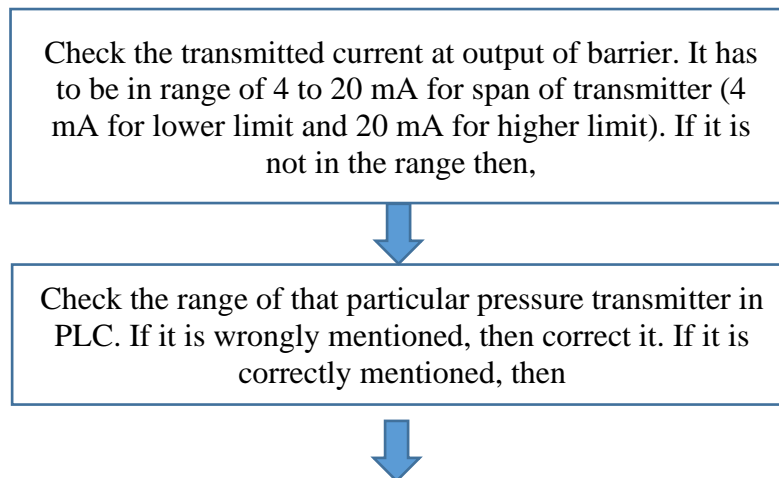 Check the transmitted current at output of barrier. It has
to be in range of 4 to 20 mA for span of transmitter (4
mA for lower limit and 20 mA for higher limit). If it is
not in the range then,
Check the range of that particular pressure transmitter in
PLC. If it is wrongly mentioned, then correct it. If it is
correctly mentioned, then